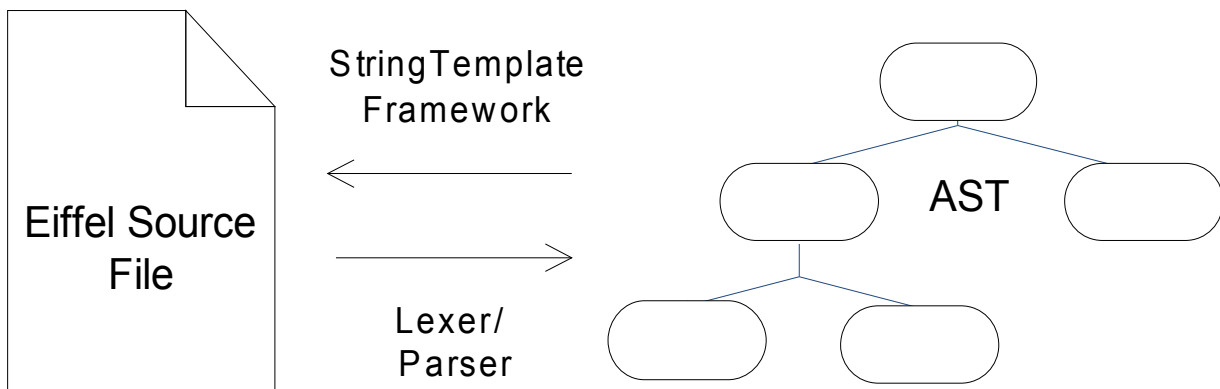 Eiffel Source
File
StringTemplate
Framework
Lexer/
Parser
AST